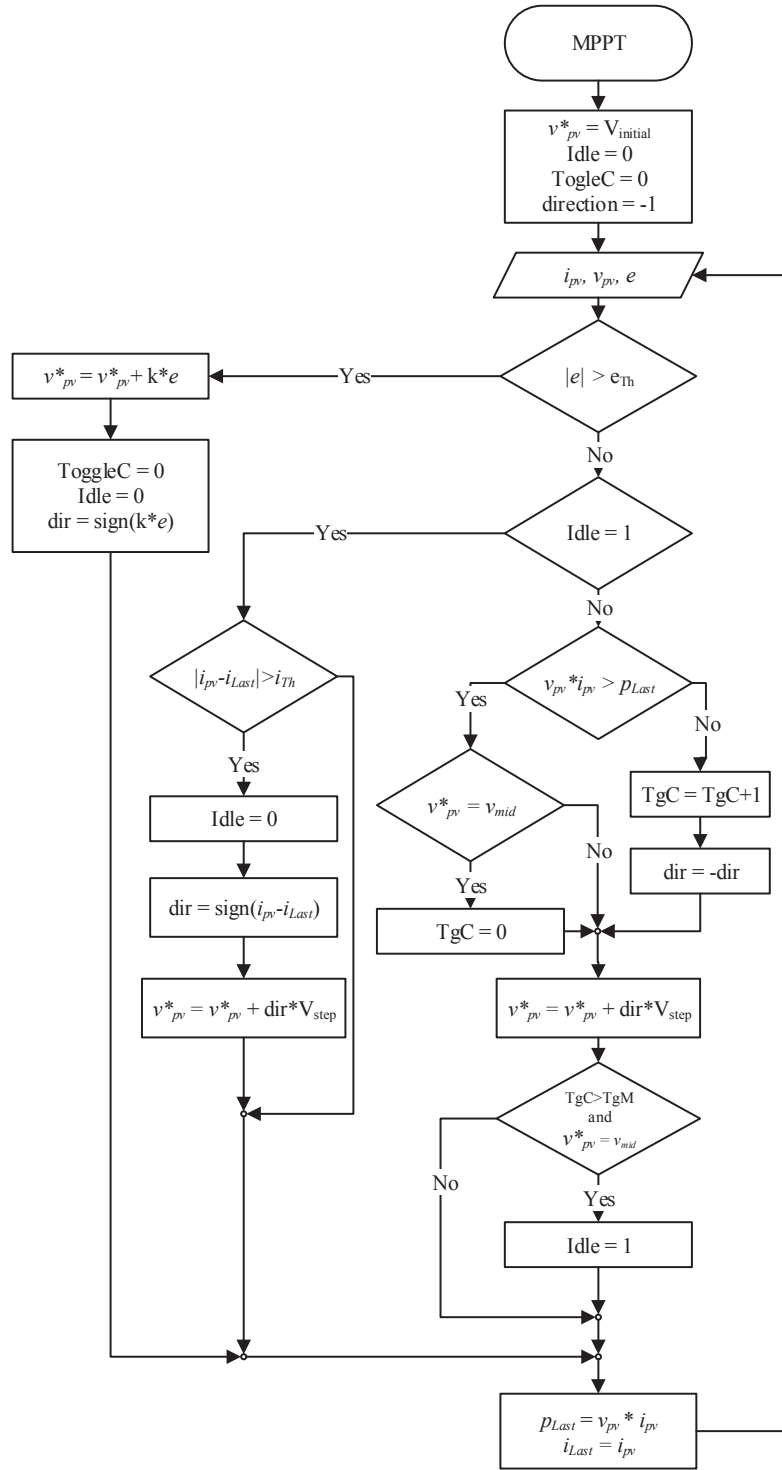 MPPT
v*pv = Vinitial
Idle = 0
TogleC = 0
direction = -1
ipv, vpv, e
|e| > eTh
Yes
No
v*pv = v*pv + k*e
ToggleC = 0
Idle = 0
dir = sign(k*e)
Idle = 1
Yes
No
|ipv-iLast|>iTh
Yes
Idle = 0
dir = sign(ipv-iLast)
v*pv = v*pv + dir*Vstep
vpv*ipv > pLast
Yes
No
v*pv = vmid
No
Yes
TgC = 0
TgC = TgC+1
dir = -dir
v*pv = v*pv + dir*Vstep
TgC>TgM
and
v*pv = vmid
No
Yes
Idle = 1
pLast = vpv * ipv
iLast = ipv